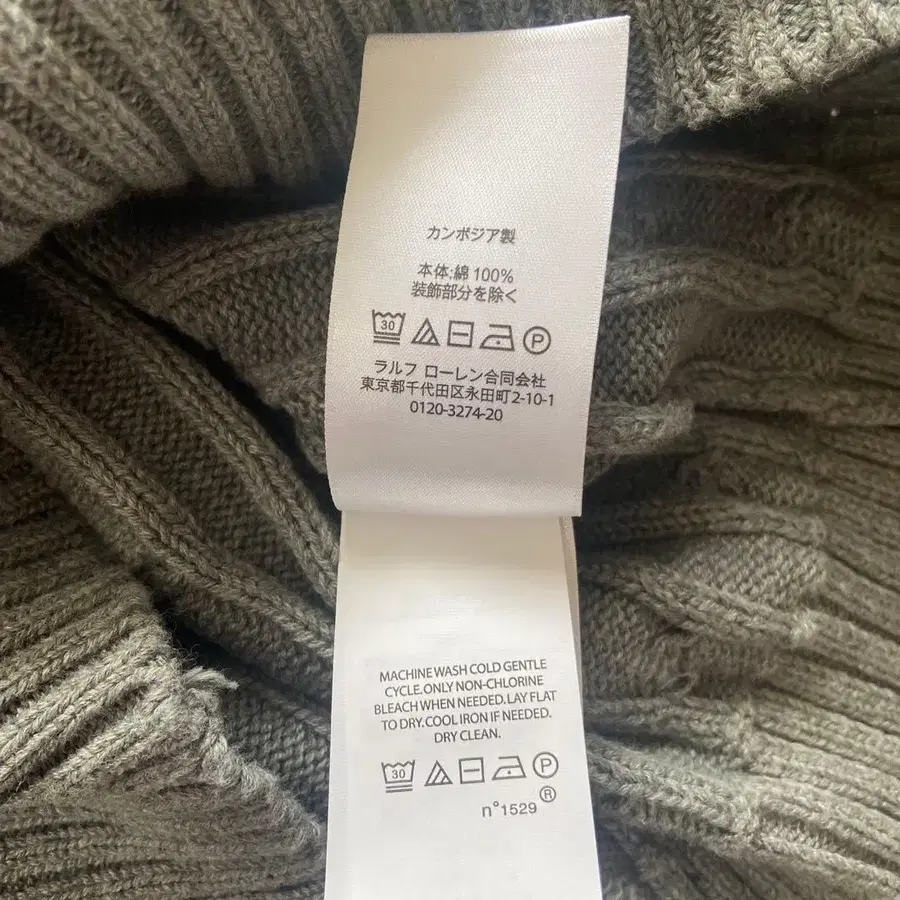 カンボジア製
本体:綿 100%
装飾部分を除く
30 P
ラルフ ローレン合同会社
東京都千代田区永田町2-10-1
0120-3274-20
MACHINE WASH COLD GENTLE
CYCLE.ONLY NON-CHLORINE
BLEACH WHEN NEEDED.LAY FLAT
TO DRY.COOL IRON IF NEEDED.
DRY CLEAN.
30 P
n°1529 ®